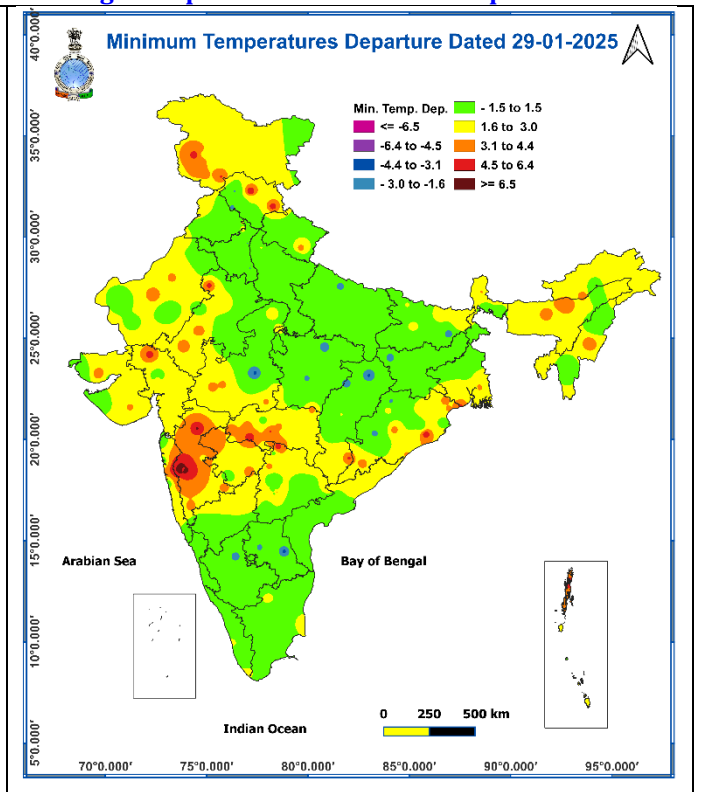 Minimum Temperatures Departure Dated 29-01-2025
Min. Temp. Dep.
<= -6.5
-6.4 to -4.5
-4.4 to -3.1
- 3.0 to -1.6
- 1.5 to 1.5
1.6 to 3.0
3.1 to 4.4
4.5 to 6.4
>= 6.5
40°0.000'
35°0.000'
30°0.000'
25°0.000'
20°0.000'
15°0.000'
10°0.000'
5°0.000'
Arabian Sea
Bay of Bengal
Indian Ocean
0 250 500 km
70°0.000' 75°0.000' 80°0.000' 85°0.000' 90°0.000' 95°0.000'